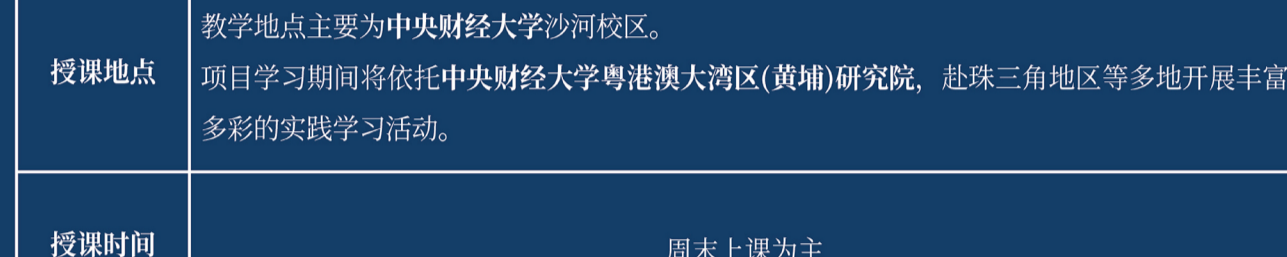 教学地点主要为中央财经大学沙河校区。
授课地点
项目学习期间将依托中央财经大学粤港澳大湾区(黄埔)研究院，赴珠三角地区等多地开展丰富
多彩的实践学习活动。
授课时间
周末上课为主